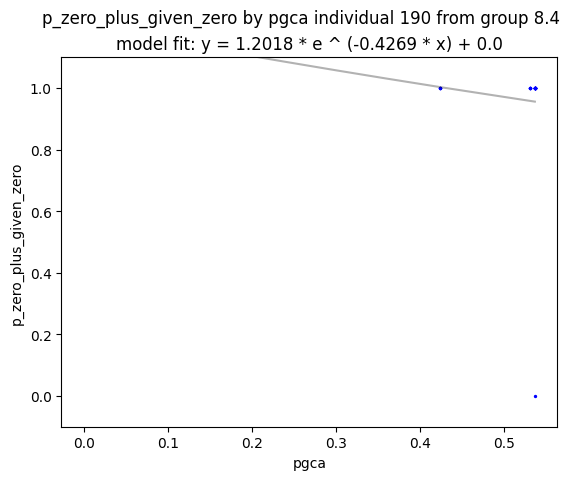 p_zero_plus_given_zero by pgca individual 190 from group 8.4
model fit: y = 1.2018 * e ^ (-0.4269 * x) + 0.0
1.0
0.8
0.6
0.4
0.2
0.0
p_zero_plus_given_zero
0.0 0.1 0.2 0.3 0.4 0.5
pgca